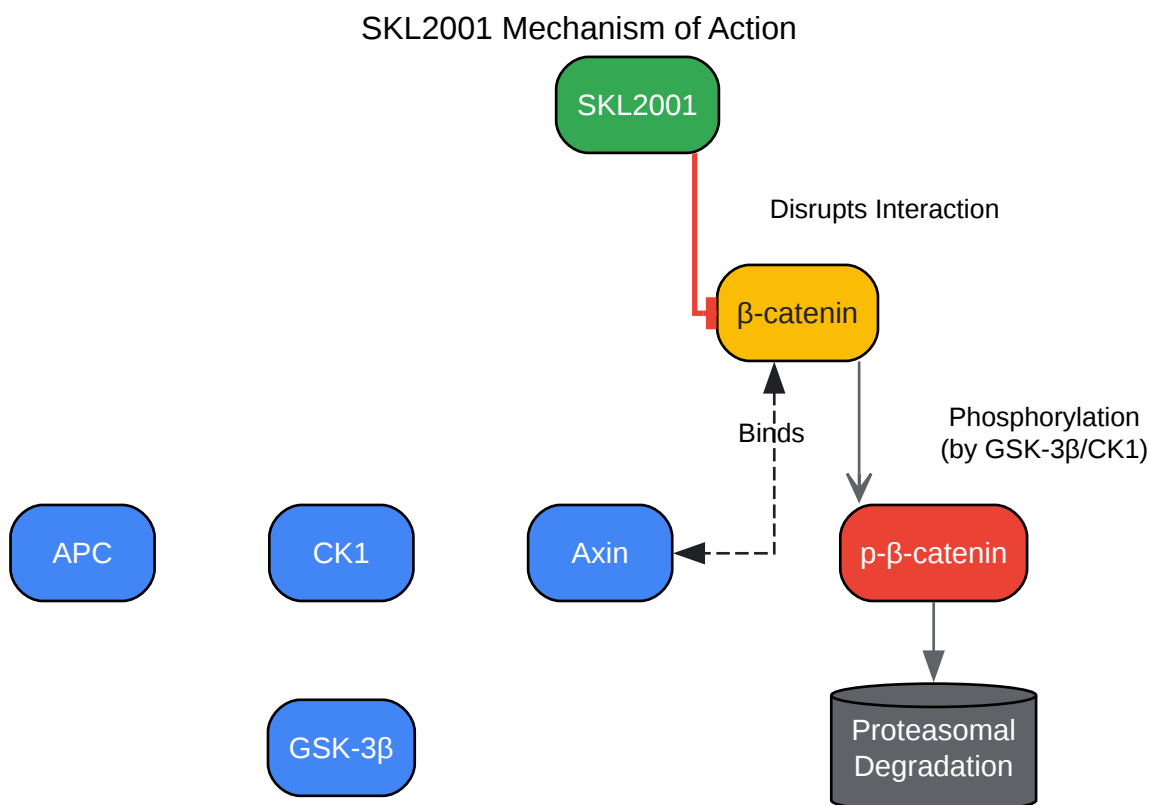 SKL2001 Mechanism of Action
SKL2001
Disrupts Interaction
β-catenin
Binds
Phosphorylation
(by GSK-3β/CK1)
APC
CK1
Axin
p-β-catenin
GSK-3β
Proteasomal
Degradation